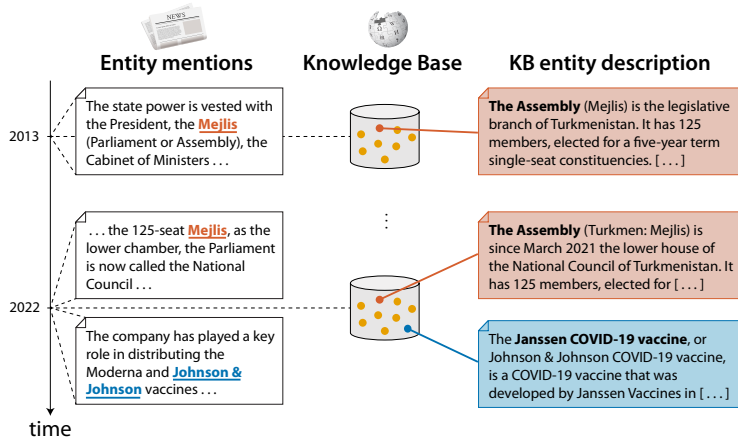 NEWS
Entity mentions
Knowledge Base
KB entity description
2013
The state power is vested with
the President, the Mejlis
(Parliament or Assembly), the
Cabinet of Ministers . . .
The Assembly (Mejlis) is the legislative
branch of Turkmenistan. It has 125
members, elected for a five-year term
single-seat constituencies. [ . . . ]
2022
. . . the 125-seat Mejlis, as the
lower chamber, the Parliament
is now called the National
Council . . .
The Assembly (Turkmen: Mejlis) is
since March 2021 the lower house of
the National Council of Turkmenistan. It
has 125 members, elected for [ . . . ]
The company has played a key
role in distributing the
Moderna and Johnson &
Johnson vaccines . . .
The Janssen COVID-19 vaccine, or
Johnson & Johnson COVID-19 vaccine,
is a COVID-19 vaccine that was
developed by Janssen Vaccines in [ . . . ]
time